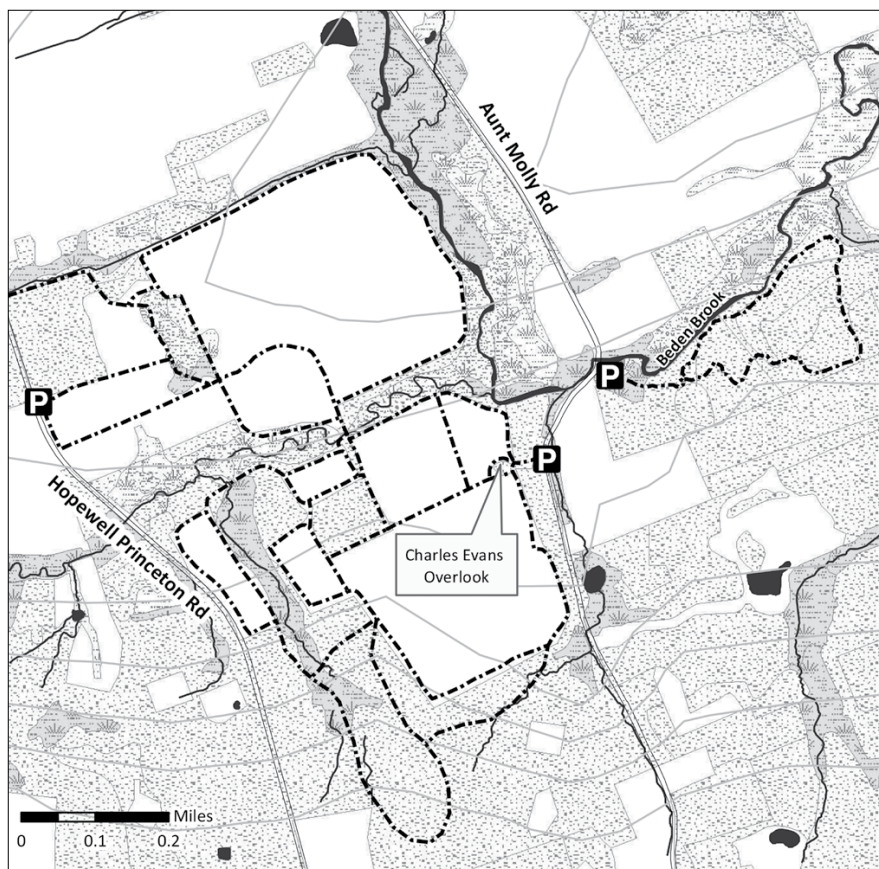 Aunt Molly Rd
Beden Brook
P
P
P
Hopewell Princeton Rd
Charles Evans
Overlook
Miles
0 0.1 0.2